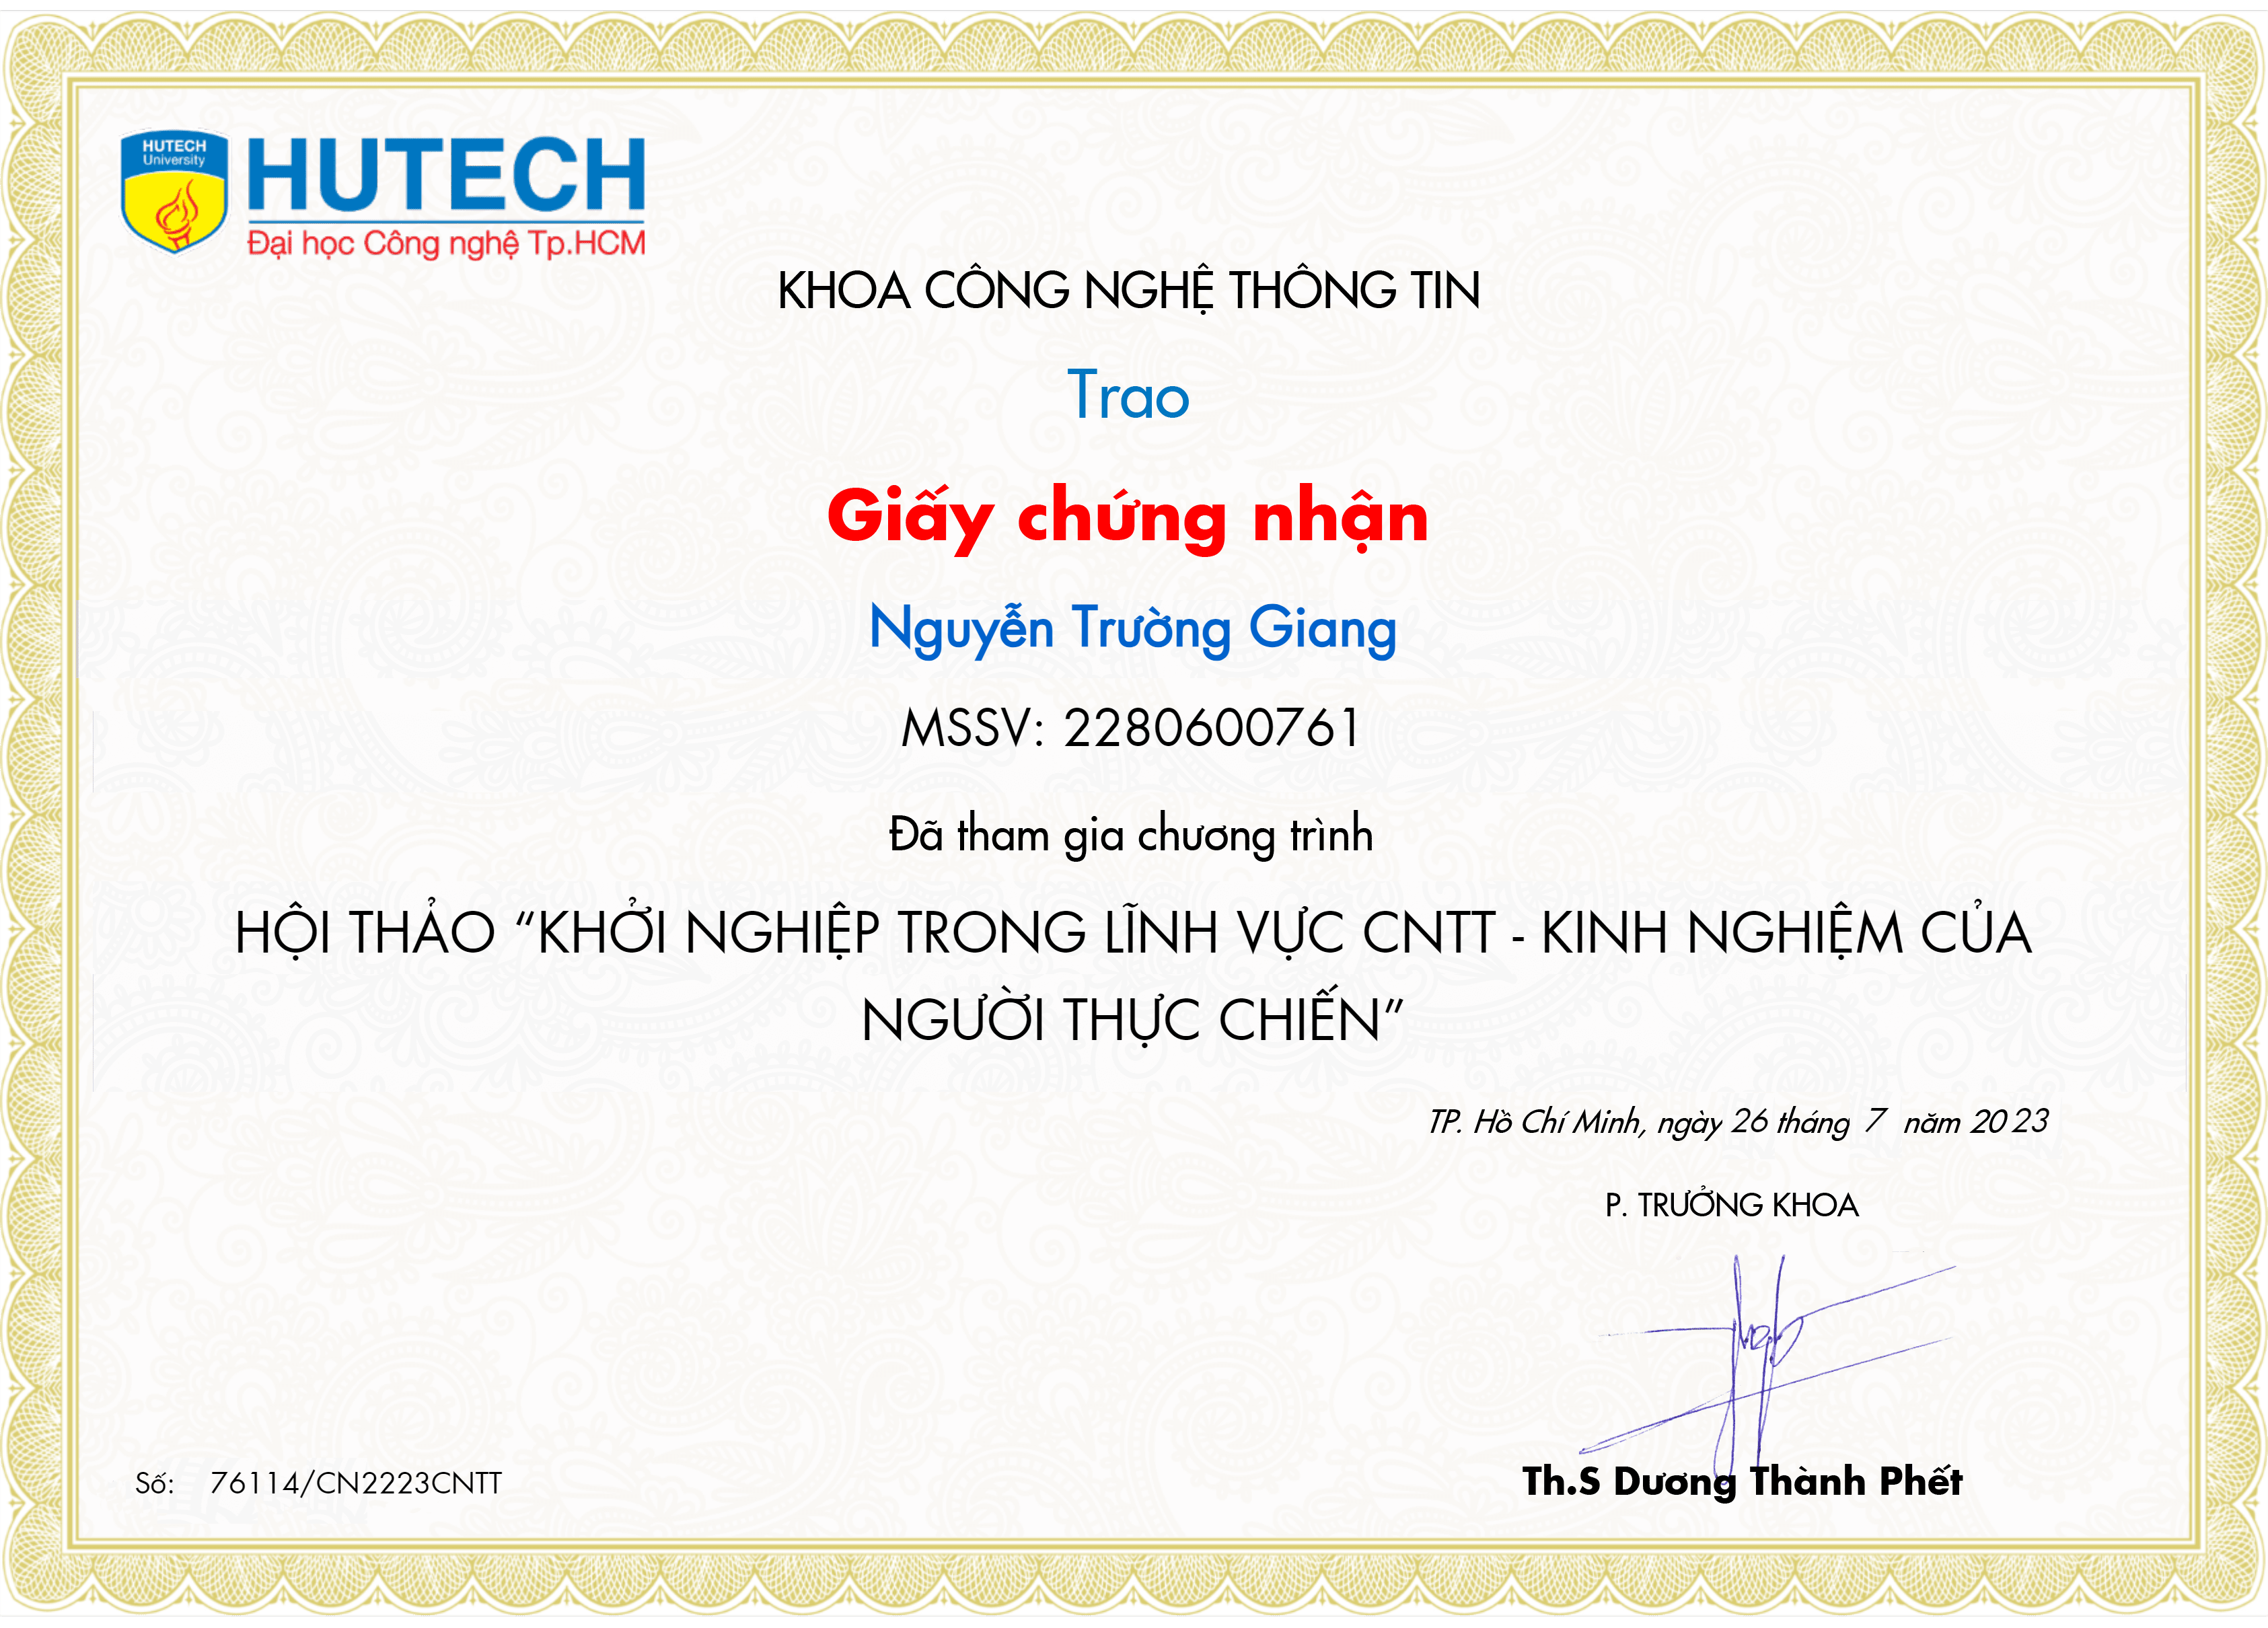 HUTECH
University
HUTECH
Đại học Công nghệ Tp.HCM
KHOA CÔNG NGHỆ THÔNG TIN
Trao
Giấy chứng nhận
Nguyễn Trường Giang
MSSV: 2280600761
Đã tham gia chương trình
HỘI THẢO “KHỞI NGHIỆP TRONG LĨNH VỰC CNTT - KINH NGHIỆM CỦA
NGƯỜI THỰC CHIẾN”
TP. Hồ Chí Minh, ngày 26 tháng 7 năm 2023
P. TRƯỞNG KHOA
Th.S Dương Thành Phết
Số: 76114/CN2223CNTT